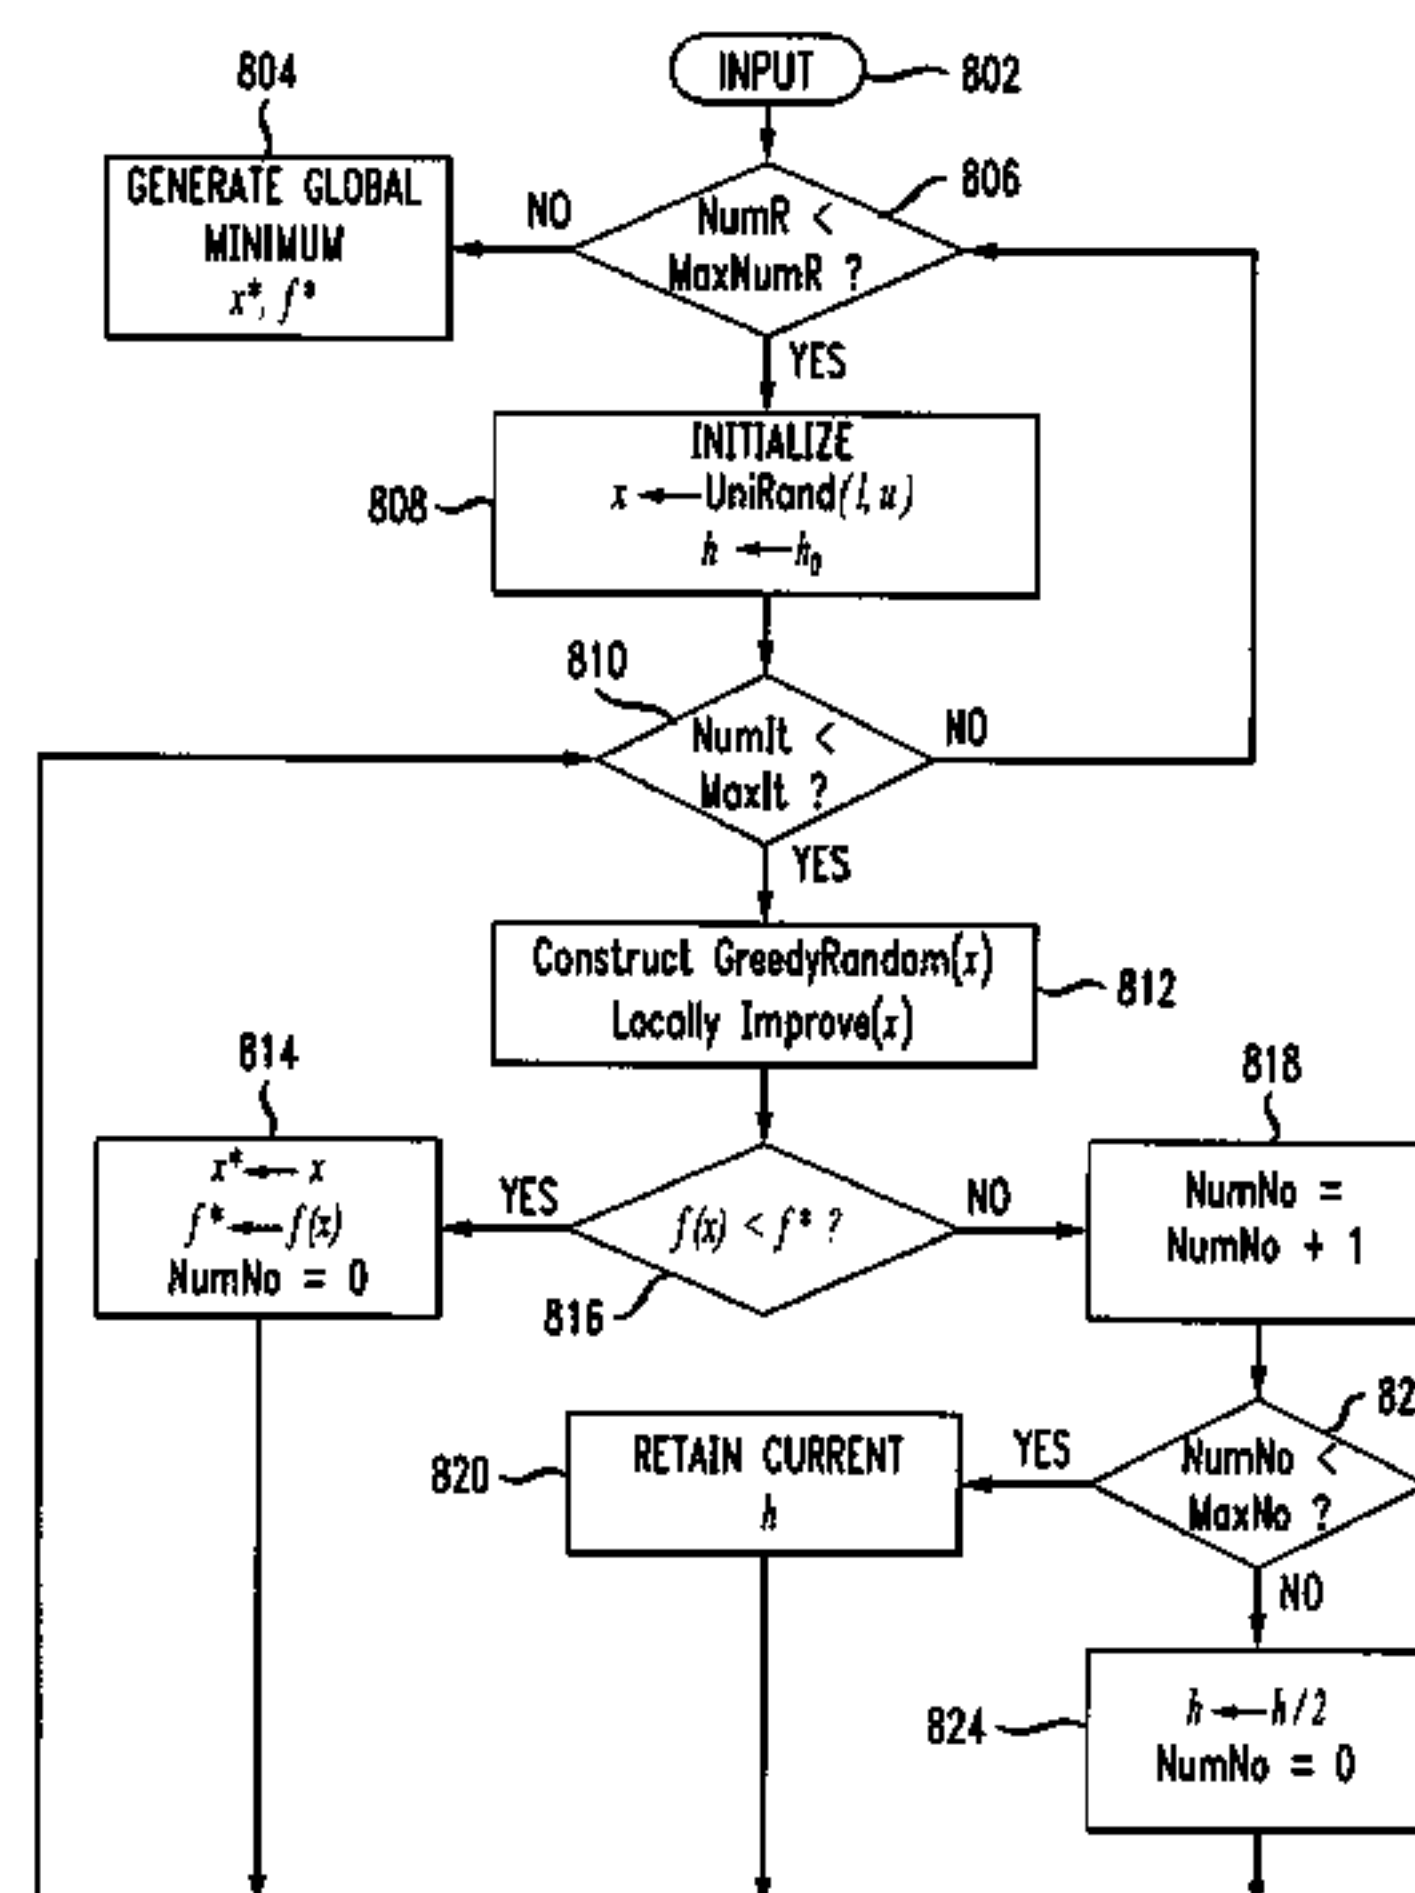 INPUT
802
804
GENERATE GLOBAL
MINIMUM
x*, f*
NO
NumR <
MaxNumR ?
806
YES
INITIALIZE
x ← UniRand(l, u)
h ← h₀
808
810
NumIt <
MaxIt ?
NO
YES
Construct GreedyRandom(x)
Locally Improve(x)
812
814
x* ← x
f* ← f(x)
NumNo = 0
YES
f(x) < f* ?
816
NO
818
NumNo =
NumNo + 1
820
RETAIN CURRENT
h
YES
NumNo <
MaxNo ?
82
NO
824
h ← h/2
NumNo = 0